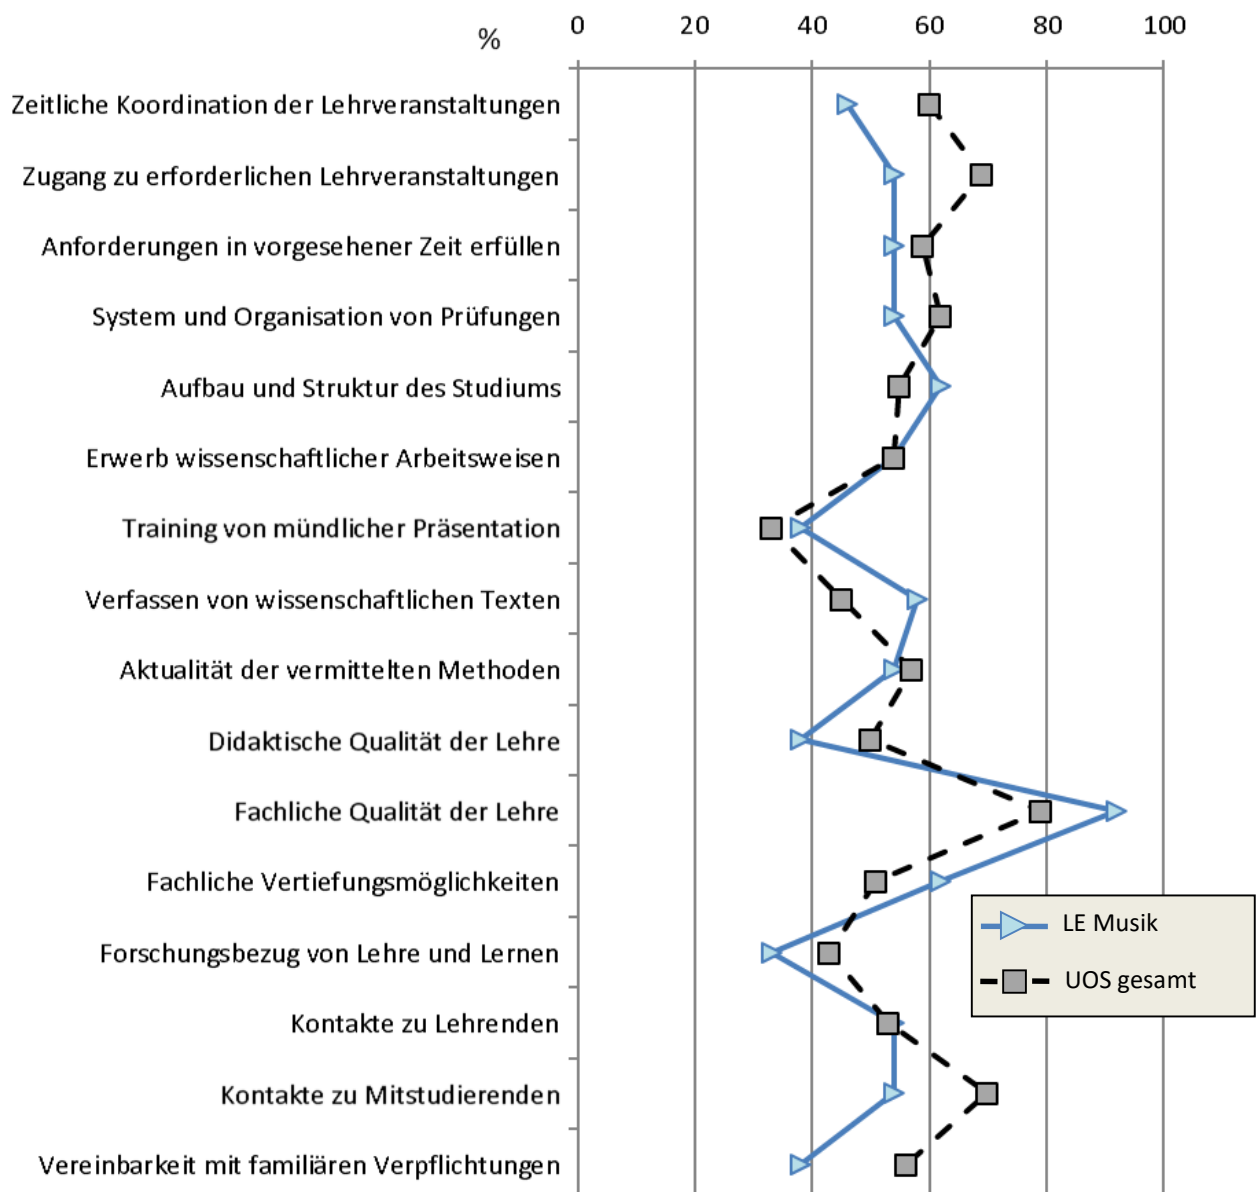 % 0 20 40 60 80 100
Zeitliche Koordination der Lehrveranstaltungen
Zugang zu erforderlichen Lehrveranstaltungen
Anforderungen in vorgesehener Zeit erfüllen
System und Organisation von Prüfungen
Aufbau und Struktur des Studiums
Erwerb wissenschaftlicher Arbeitsweisen
Training von mündlicher Präsentation
Verfassen von wissenschaftlichen Texten
Aktualität der vermittelten Methoden
Didaktische Qualität der Lehre
Fachliche Qualität der Lehre
Fachliche Vertiefungsmöglichkeiten
Forschungsbezug von Lehre und Lernen
Kontakte zu Lehrenden
Kontakte zu Mitstudierenden
Vereinbarkeit mit familiären Verpflichtungen
LE Musik
UOS gesamt